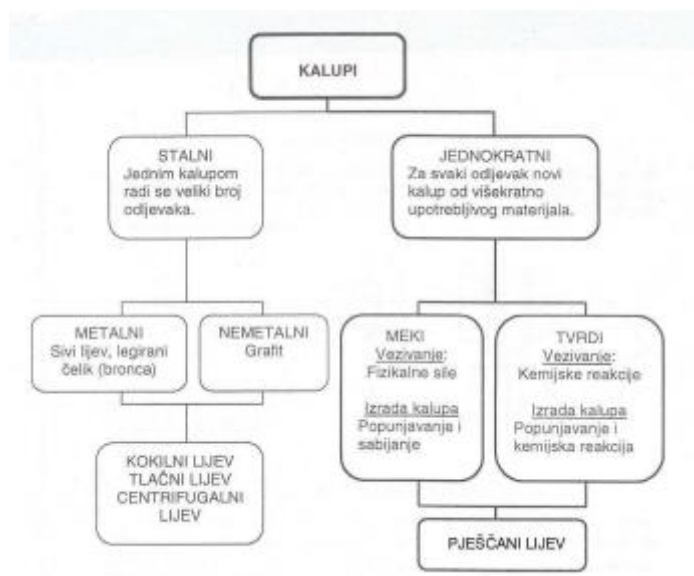 KALUPI
STALNI
Jednim kalupom
radi se veliki broj
odljevaka.
JEDNOKRATNI
Za svaki odljevak novi
kalup od višekratno
upotrebljivog materijala.
METALNI
Sivi lijev, legirani
čelik (bronca)
NEMETALNI
Grafit
MEKI
Vezivanje:
Fizikalne sile
Izrada kalupa
Popunjavanje i
sabijanje
TVRDI
Vezivanje:
Kemijske reakcije
Izrada kalupa
Popunjavanje i
kemijska reakcija
KOKILNI LIJEV
TLAČNI LIJEV
CENTRIFUGALNI
LIJEV
PJEŠČANI LIJEV